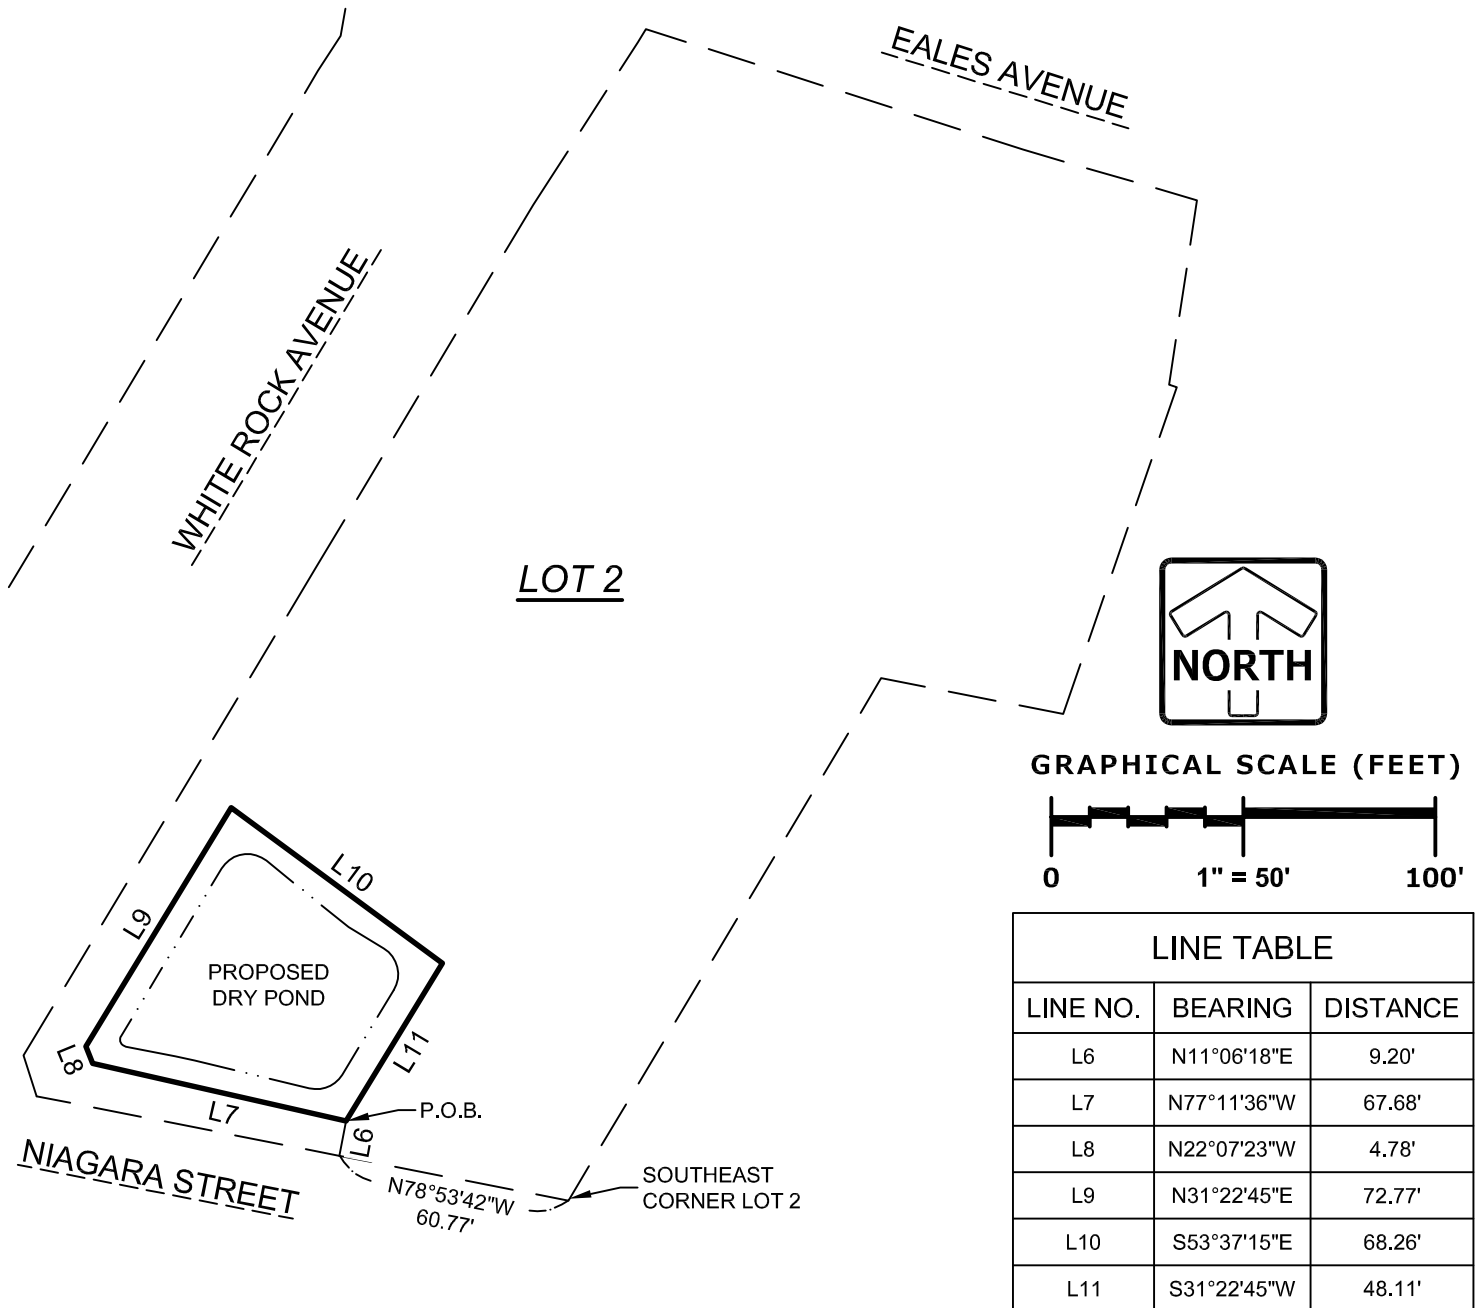 EALES AVENUE
WHITE ROCK AVENUE
LOT 2
NORTH
GRAPHICAL SCALE (FEET)
0 1" = 50' 100'
L10
L9
PROPOSED
DRY POND
L11
L8
L7
P.O.B.
L6
NIAGARA STREET
N78°53'42"W
60.77'
SOUTHEAST
CORNER LOT 2
LINE TABLE
LINE NO. BEARING DISTANCE
L6 N11°06'18"E 9.20'
L7 N77°11'36"W 67.68'
L8 N22°07'23"W 4.78'
L9 N31°22'45"E 72.77'
L10 S53°37'15"E 68.26'
L11 S31°22'45"W 48.11'